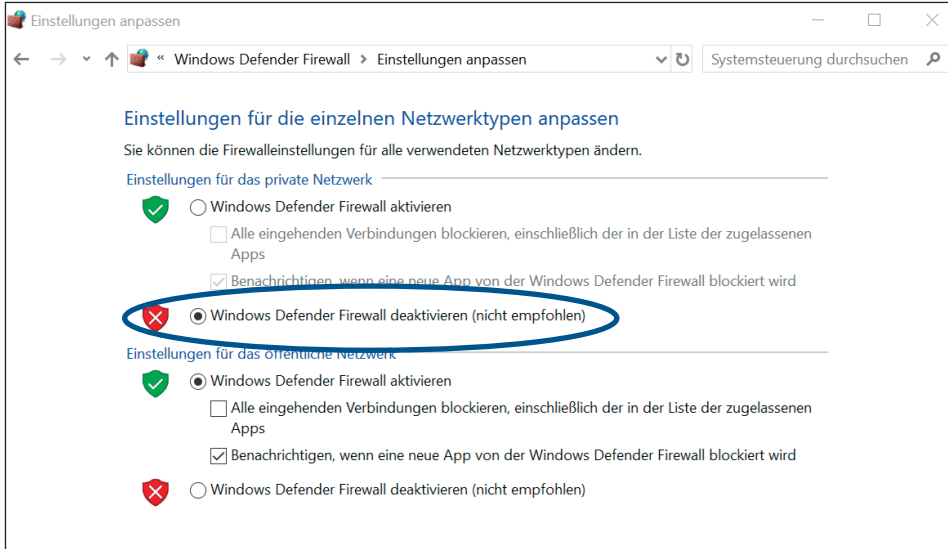 Einstellungen anpassen
« Windows Defender Firewall > Einstellungen anpassen
Systemsteuerung durchsuchen
Einstellungen für die einzelnen Netzwerktypen anpassen
Sie können die Firewalleinstellungen für alle verwendeten Netzwerktypen ändern.
Einstellungen für das private Netzwerk
Windows Defender Firewall aktivieren
Alle eingehenden Verbindungen blockieren, einschließlich der in der Liste der zugelassenen
Apps
Benachrichtigen, wenn eine neue App von der Windows Defender Firewall blockiert wird
Windows Defender Firewall deaktivieren (nicht empfohlen)
Einstellungen für das öffentliche Netzwerk
Windows Defender Firewall aktivieren
Alle eingehenden Verbindungen blockieren, einschließlich der in der Liste der zugelassenen
Apps
Benachrichtigen, wenn eine neue App von der Windows Defender Firewall blockiert wird
Windows Defender Firewall deaktivieren (nicht empfohlen)